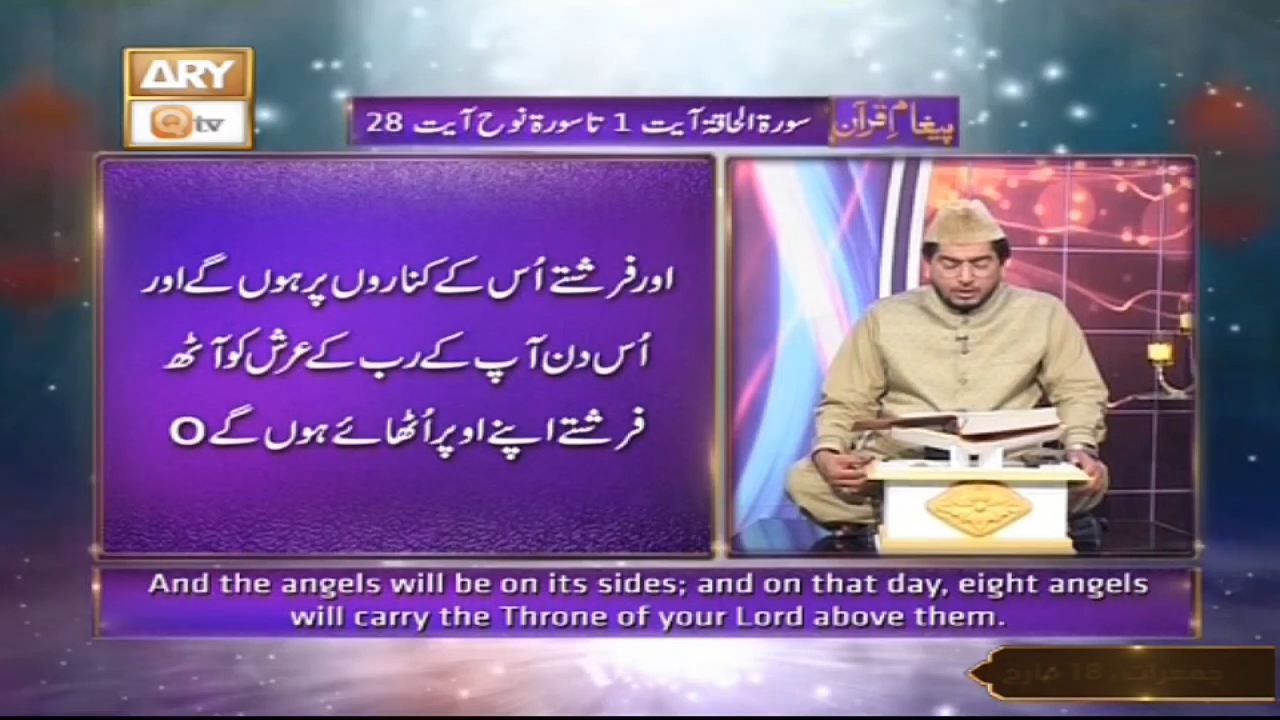 ARY
Qtv
پیغامِ قرآن
سورۃ الحاقۃ آیت 1 تا سورۃ نوح آیت 28
اور فرشتے اُس کے کناروں پر ہوں گے اور
اُس دن آپ کے رب کے عرش کو آٹھ
فرشتے اپنے اوپر اُٹھائے ہوں گے O
And the angels will be on its sides; and on that day, eight angels
will carry the Throne of your Lord above them.
جمعرات، 18 مارچ